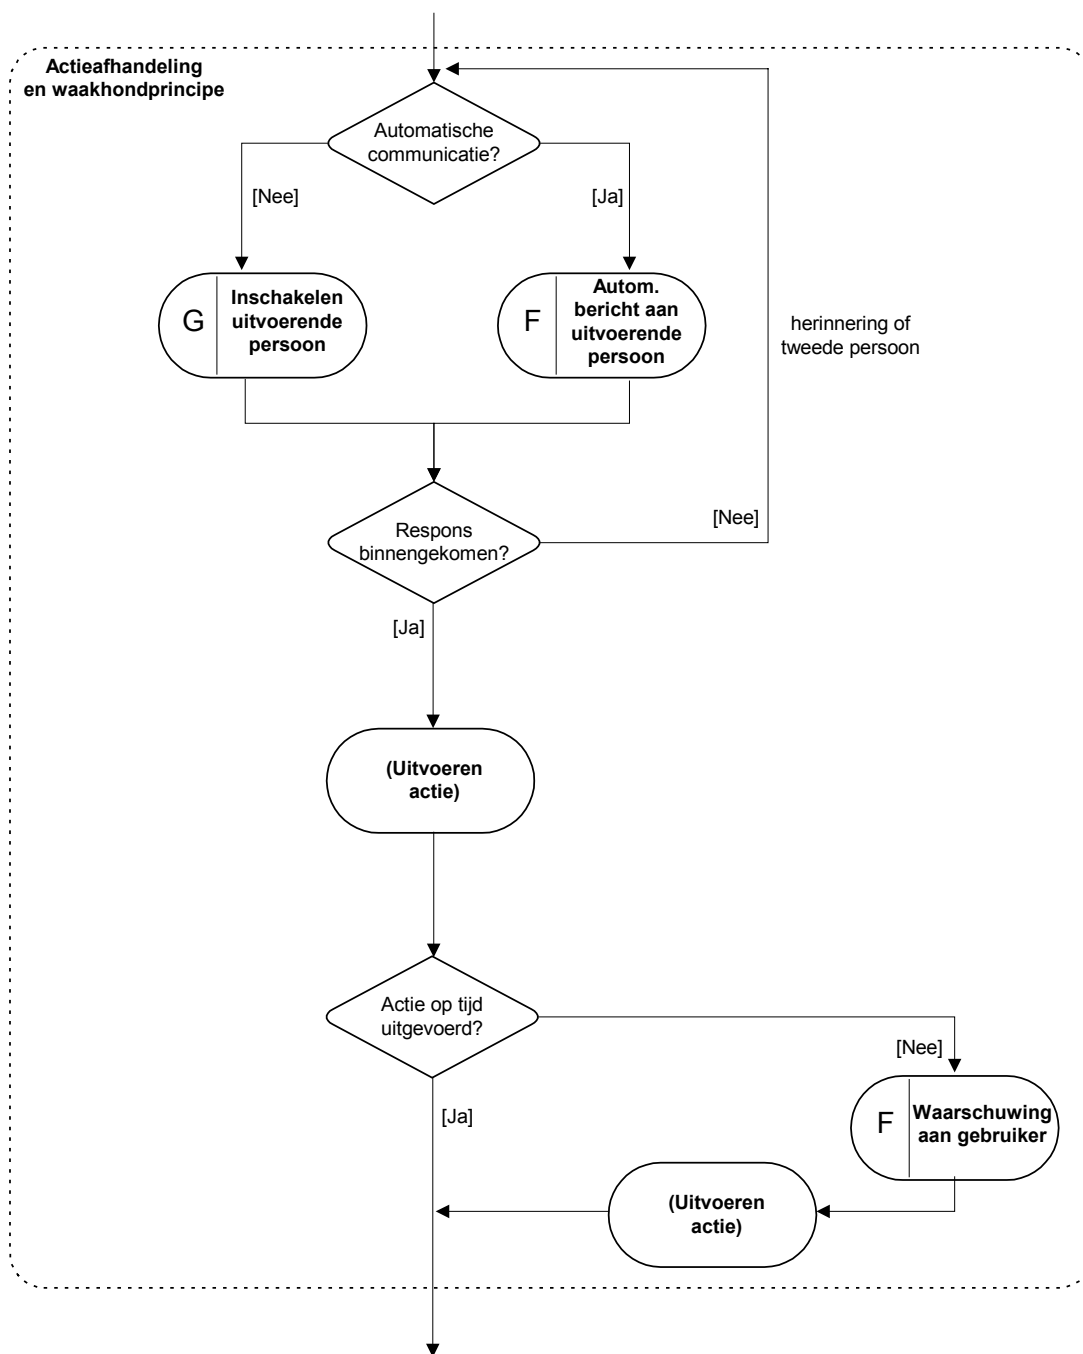 Actieafhandeling
en waakhondprincipe
Automatische
communicatie?
[Nee]
[Ja]
G
Inschakelen
uitvoerende
persoon
F
Autom.
bericht aan
uitvoerende
persoon
herinnering of
tweede persoon
Respons
binnengekomen?
[Nee]
[Ja]
(Uitvoeren
actie)
Actie op tijd
uitgevoerd?
[Nee]
[Ja]
F
Waarschuwing
aan gebruiker
(Uitvoeren
actie)